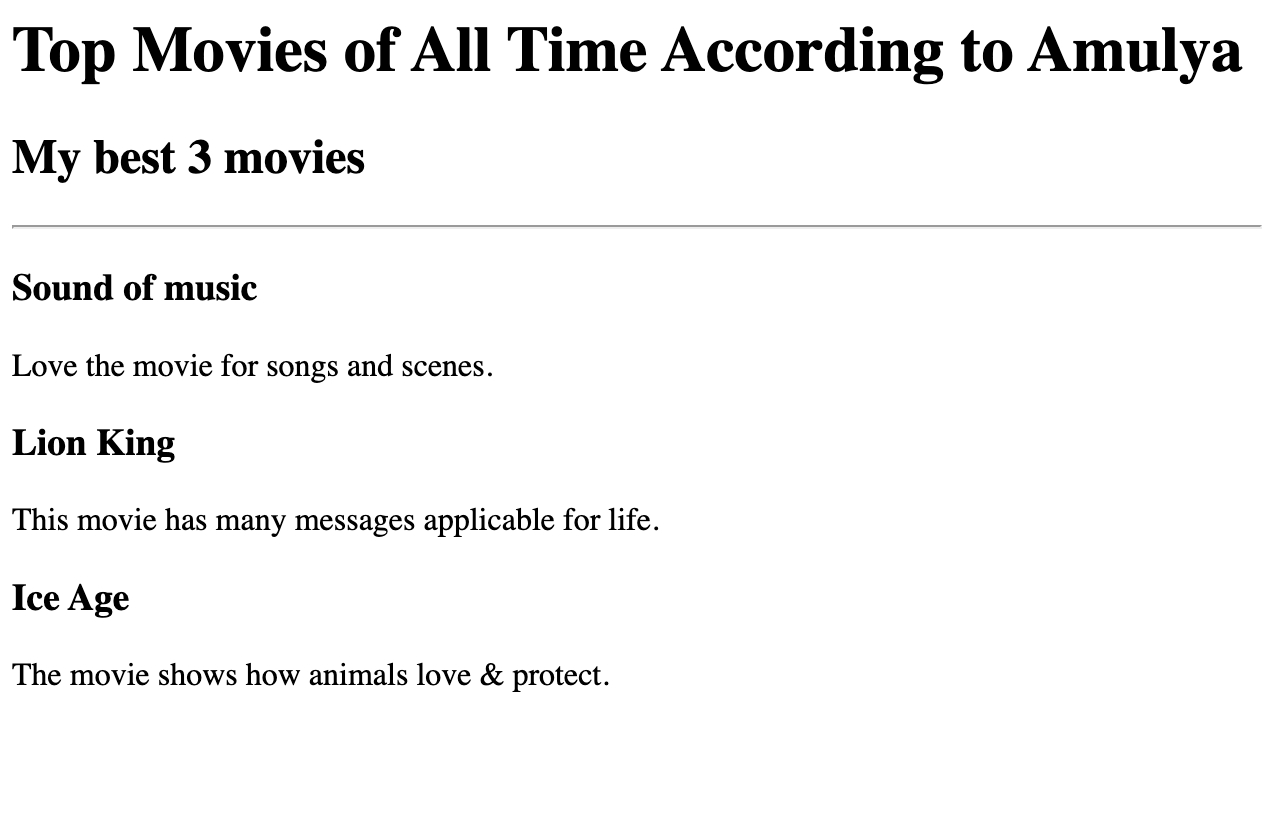 Top Movies of All Time According to Amulya
My best 3 movies
Sound of music
Love the movie for songs and scenes.
Lion King
This movie has many messages applicable for life.
Ice Age
The movie shows how animals love & protect.